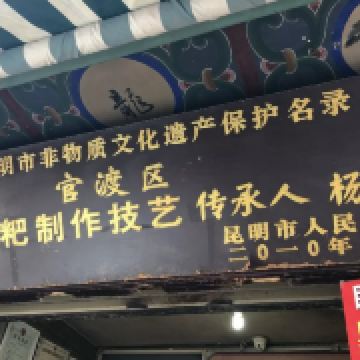 龍
明市非物质文化遗产保护名录
官渡区
粑制作技艺 传承人 杨
昆明市人民
二〇一〇年